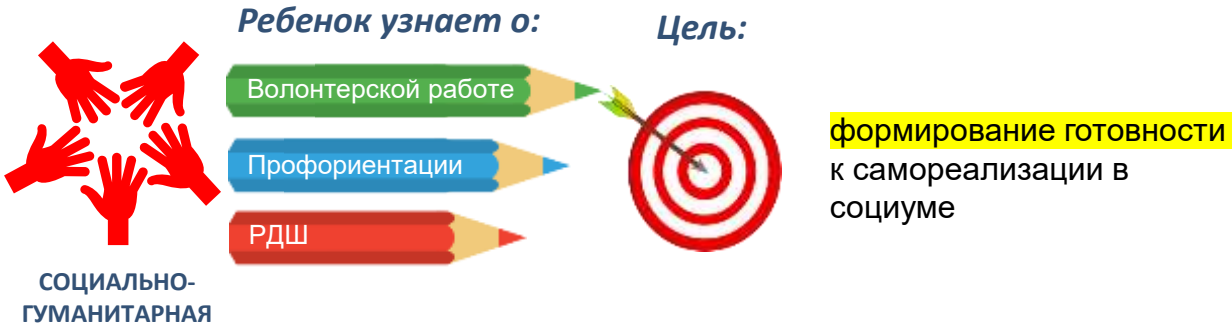 Ребенок узнает о:
Цель:
Волонтерской работе
Профориентации
РДШ
формирование готовности
к самореализации в
социуме
СОЦИАЛЬНО-
ГУМАНИТАРНАЯ